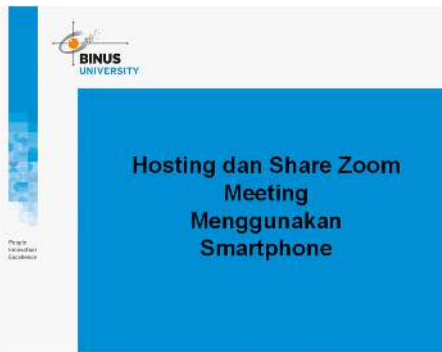 BINUS
UNIVERSITY
Hosting dan Share Zoom
Meeting
Menggunakan
Smartphone
People
Innovation
Excellence